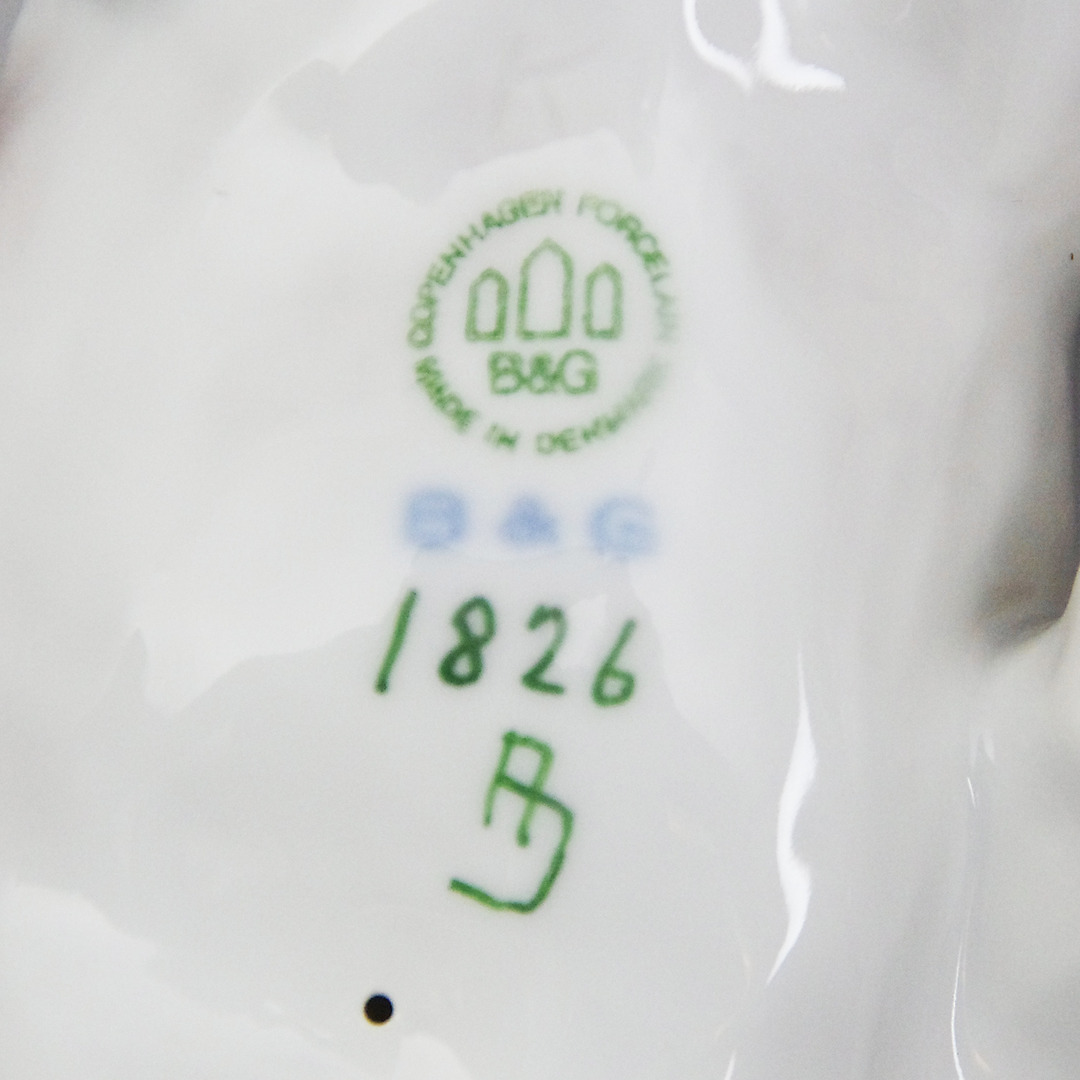 COPENHAGEN PORCELAIN
B&G
MADE IN DENMARK
B & G
1826